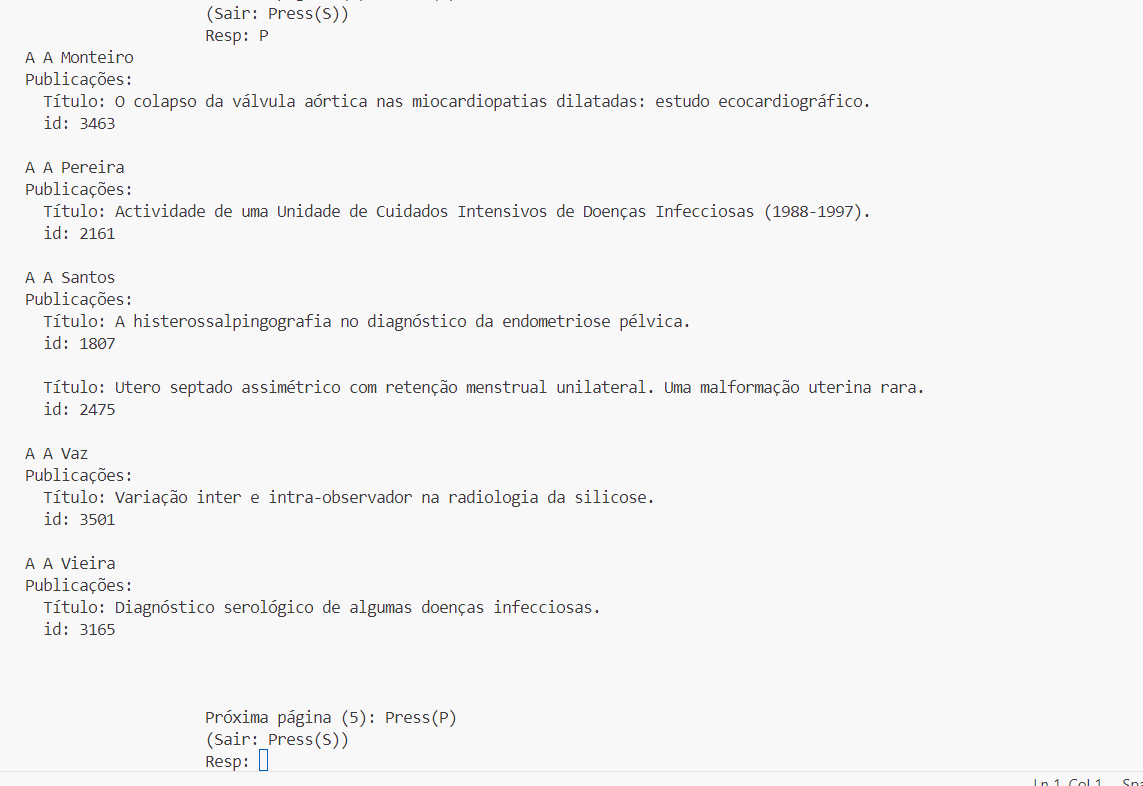 (Sair: Press(S))
Resp: P
A A Monteiro
Publicações:
Título: O colapso da válvula aórtica nas miocardiopatias dilatadas: estudo ecocardiográfico.
id: 3463
A A Pereira
Publicações:
Título: Actividade de uma Unidade de Cuidados Intensivos de Doenças Infecciosas (1988-1997).
id: 2161
A A Santos
Publicações:
Título: A histerossalpingografia no diagnóstico da endometriose pélvica.
id: 1807
Título: Utero septado assimétrico com retenção menstrual unilateral. Uma malformação uterina rara.
id: 2475
A A Vaz
Publicações:
Título: Variação inter e intra-observador na radiologia da silicose.
id: 3501
A A Vieira
Publicações:
Título: Diagnóstico serológico de algumas doenças infecciosas.
id: 3165
Próxima página (5): Press(P)
(Sair: Press(S))
Resp:
Ln 1, Col 1